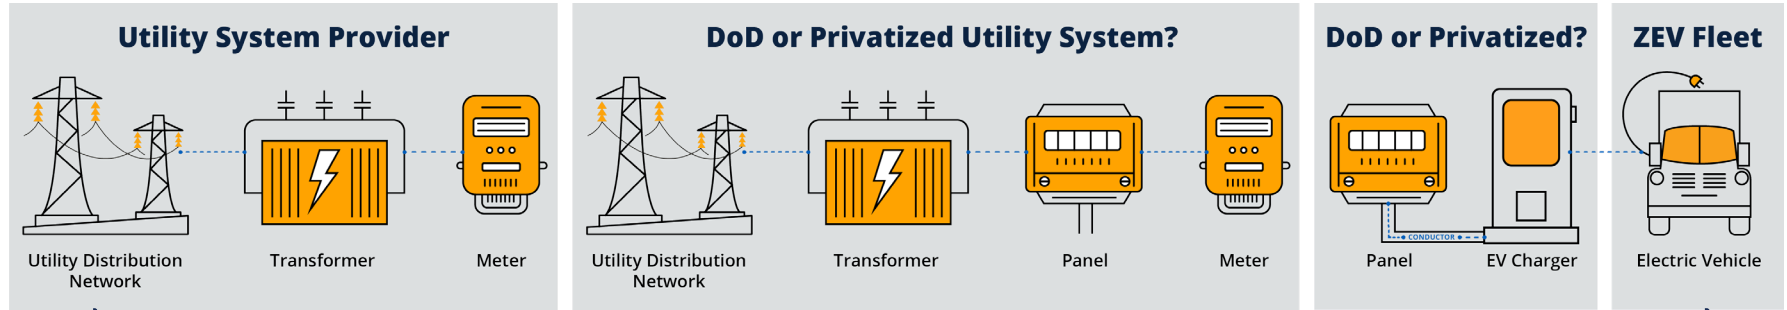 Utility System Provider
Utility Distribution
Network
Transformer
Meter
DoD or Privatized Utility System?
Utility Distribution
Network
Transformer
Panel
Meter
DoD or Privatized?
CONDUCTOR
Panel
EV Charger
ZEV Fleet
Electric Vehicle